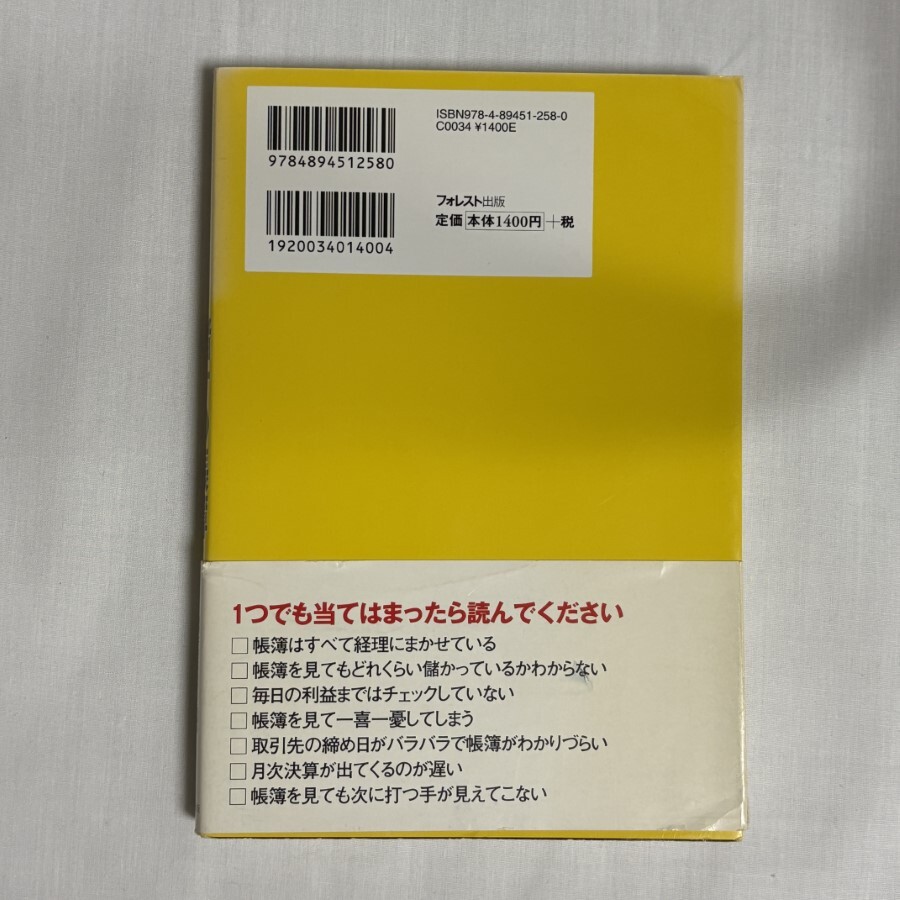 ISBN978-4-89451-258-0
C0034 ¥1400E
9784894512580
フォレスト出版
定価 本体1400円 +税
1920034014004
1つでも当てはまったら読んでください
□ 帳簿はすべて経理にまかせている
□ 帳簿を見てもどれくらい儲かっているかわからない
□ 毎日の利益まではチェックしていない
□ 帳簿を見て一喜一憂してしまう
□ 取引先の締め日がバラバラで帳簿がわかりづらい
□ 月次決算が出てくるのが遅い
□ 帳簿を見ても次に打つ手が見えてこない